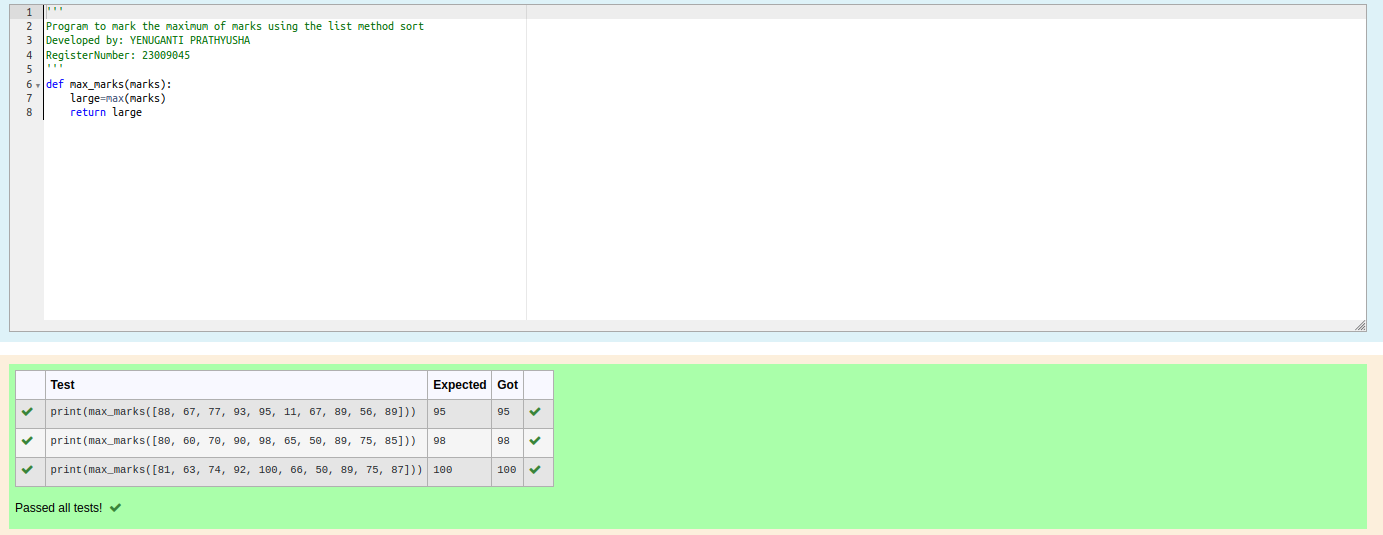 1 '''
2 Program to mark the maximum of marks using the list method sort
3 Developed by: YENUGANTI PRATHYUSHA
4 RegisterNumber: 23009045
5 '''
6 def max_marks(marks):
7     large=max(marks)
8     return large
Test Expected Got
print(max_marks([88, 67, 77, 93, 95, 11, 67, 89, 56, 89])) 95 95
print(max_marks([80, 60, 70, 90, 98, 65, 50, 89, 75, 85])) 98 98
print(max_marks([81, 63, 74, 92, 100, 66, 50, 89, 75, 87])) 100 100
Passed all tests!